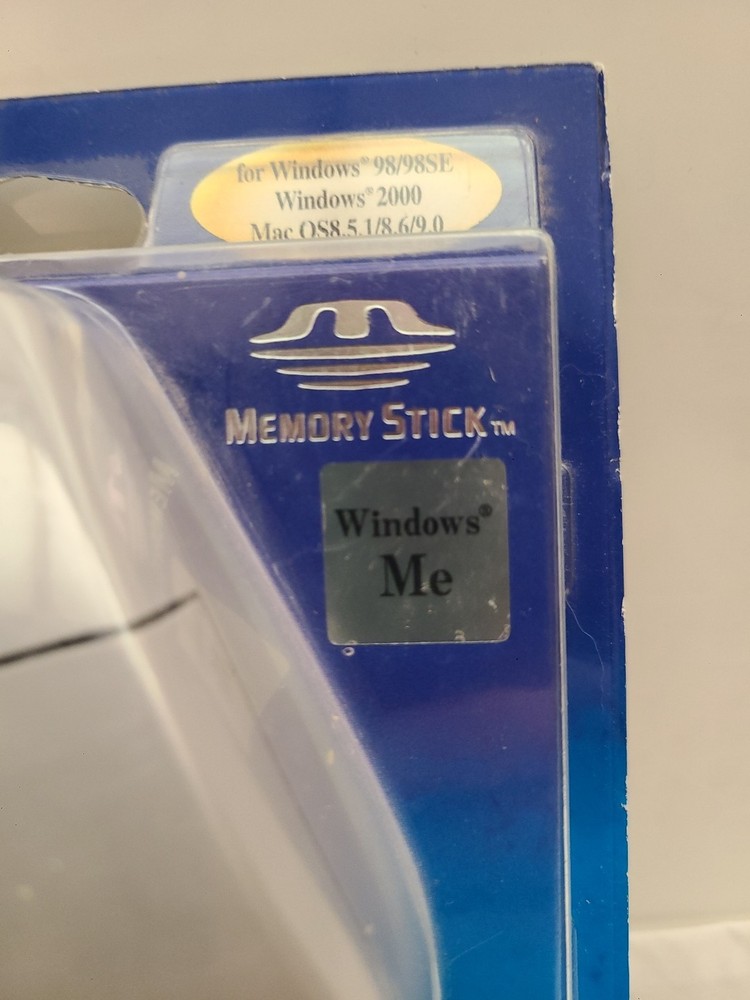 for Windows® 98/98SE
Windows® 2000
Mac OS8.5.1/8.6/9.0
MEMORY STICK™
Windows®
Me